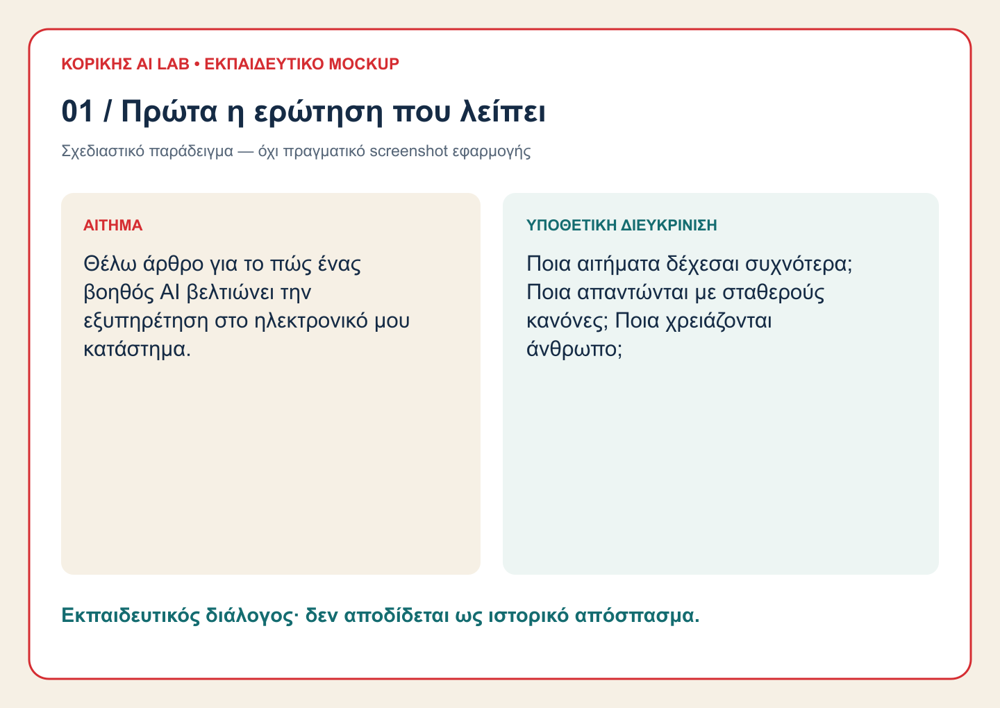 ΚΟΡΙΚΗΣ AI LAB • ΕΚΠΑΙΔΕΥΤΙΚΟ MOCKUP
01 / Πρώτα η ερώτηση που λείπει
Σχεδιαστικό παράδειγμα — όχι πραγματικό screenshot εφαρμογής
ΑΙΤΗΜΑ
Θέλω άρθρο για το πώς ένας
βοηθός AI βελτιώνει την
εξυπηρέτηση στο ηλεκτρονικό μου
κατάστημα.
ΥΠΟΘΕΤΙΚΗ ΔΙΕΥΚΡΙΝΙΣΗ
Ποια αιτήματα δέχεσαι συχνότερα;
Ποια απαντώνται με σταθερούς
κανόνες; Ποια χρειάζονται
άνθρωπο;
Εκπαιδευτικός διάλογος· δεν αποδίδεται ως ιστορικό απόσπασμα.